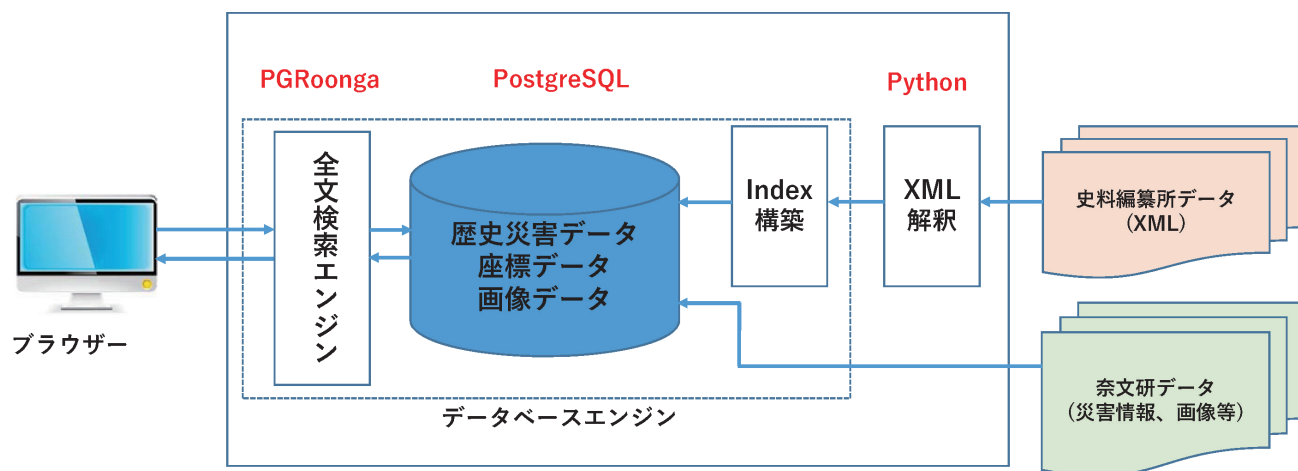 PGRoonga
PostgreSQL
Python
全文検索エンジン
歴史災害データ
座標データ
画像データ
Index
構築
XML
解釈
史料編纂所データ
(XML)
ブラウザー
データベースエンジン
奈文研データ
(災害情報、画像等)